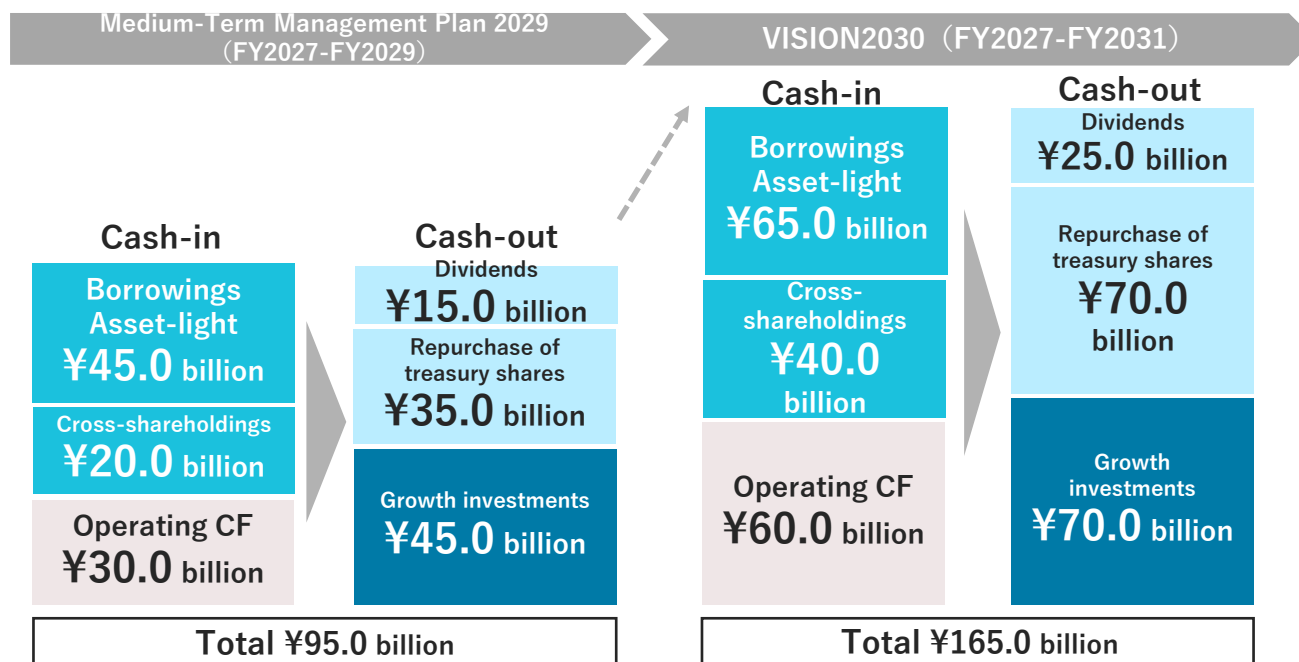 Medium-Term Management Plan 2029
（FY2027-FY2029）
VISION2030（FY2027-FY2031）
Cash-in
Borrowings
Asset-light
¥45.0 billion
Cross-shareholdings
¥20.0 billion
Operating CF
¥30.0 billion
Cash-out
Dividends
¥15.0 billion
Repurchase of
treasury shares
¥35.0 billion
Growth investments
¥45.0 billion
Total ¥95.0 billion
Cash-in
Borrowings
Asset-light
¥65.0 billion
Cross-
shareholdings
¥40.0
billion
Operating CF
¥60.0 billion
Cash-out
Dividends
¥25.0 billion
Repurchase of
treasury shares
¥70.0
billion
Growth
investments
¥70.0 billion
Total ¥165.0 billion